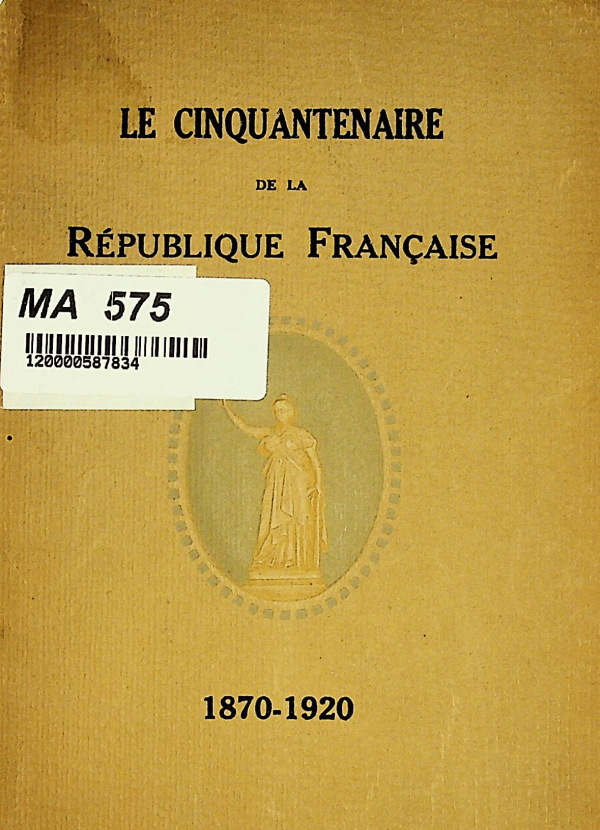 LE CINQUANTENAIRE
DE LA
RÉPUBLIQUE FRANÇAISE
MA 575
120000587834
1870-1920